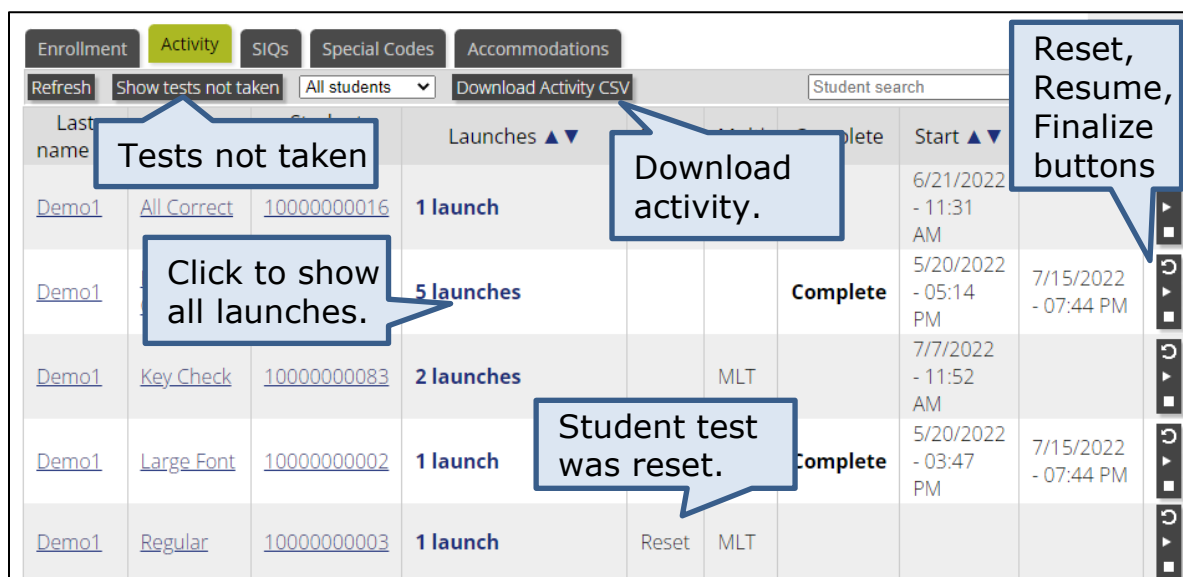 Enrollment Activity SIQs Special Codes Accommodations
Refresh Show tests not taken All students Download Activity CSV Student search
Last name Launches ▲▼ Start ▲▼
Tests not taken
Download
activity.
Reset,
Resume,
Finalize
buttons
Demo1 All Correct 10000000016 1 launch 6/21/2022 - 11:31 AM
Click to show
all launches.
Demo1 5 launches Complete 5/20/2022 - 05:14 PM 7/15/2022 - 07:44 PM
Demo1 Key Check 10000000083 2 launches MLT 7/7/2022 - 11:52 AM
Student test
was reset.
Demo1 Large Font 10000000002 1 launch Complete 5/20/2022 - 03:47 PM 7/15/2022 - 07:44 PM
Demo1 Regular 10000000003 1 launch Reset MLT